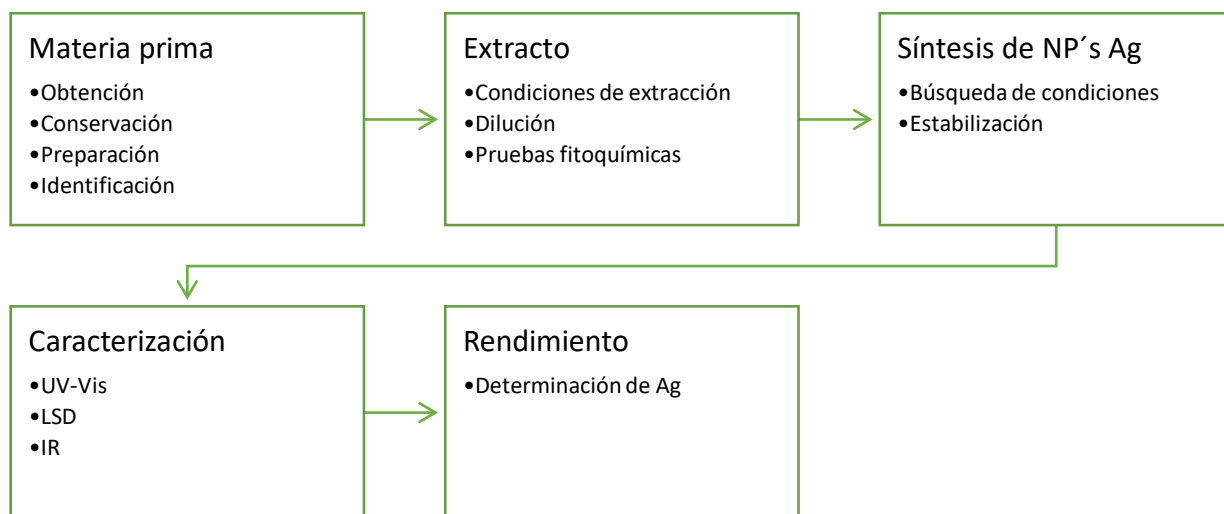 Materia prima
•Obtención
•Conservación
•Preparación
•Identificación
Extracto
•Condiciones de extracción
•Dilución
•Pruebas fitoquímicas
Síntesis de NP´s Ag
•Búsqueda de condiciones
•Estabilización
Caracterización
•UV-Vis
•LSD
•IR
Rendimiento
•Determinación de Ag